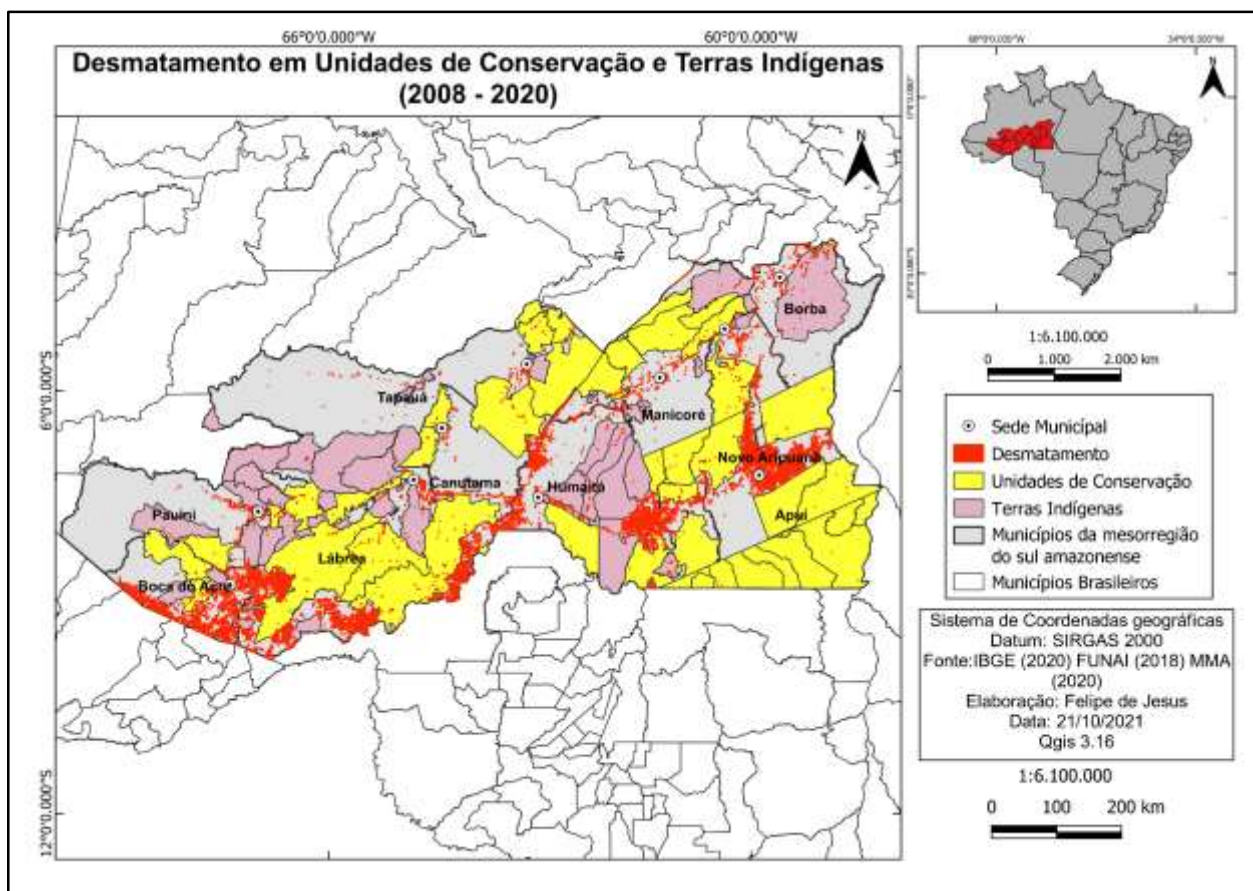 66°0'0.000"W
60°0'0.000"W
Desmatamento em Unidades de Conservação e Terras Indígenas
(2008 - 2020)
N
6°0'0.000"S
12°0'0.000"S
Borba
Tapauá
Manicoré
Novo Aripuanã
Canutama
Humaitá
Apuí
Pauini
Lábrea
Boca do Acre
N
1:6.100.000
0 1.000 2.000 km
Sede Municipal
Desmatamento
Unidades de Conservação
Terras Indígenas
Municípios da mesorregião
do sul amazonense
Municípios Brasileiros
Sistema de Coordenadas geográficas
Datum: SIRGAS 2000
Fonte:IBGE (2020) FUNAI (2018) MMA
(2020)
Elaboração: Felipe de Jesus
Data: 21/10/2021
Qgis 3.16
1:6.100.000
0 100 200 km